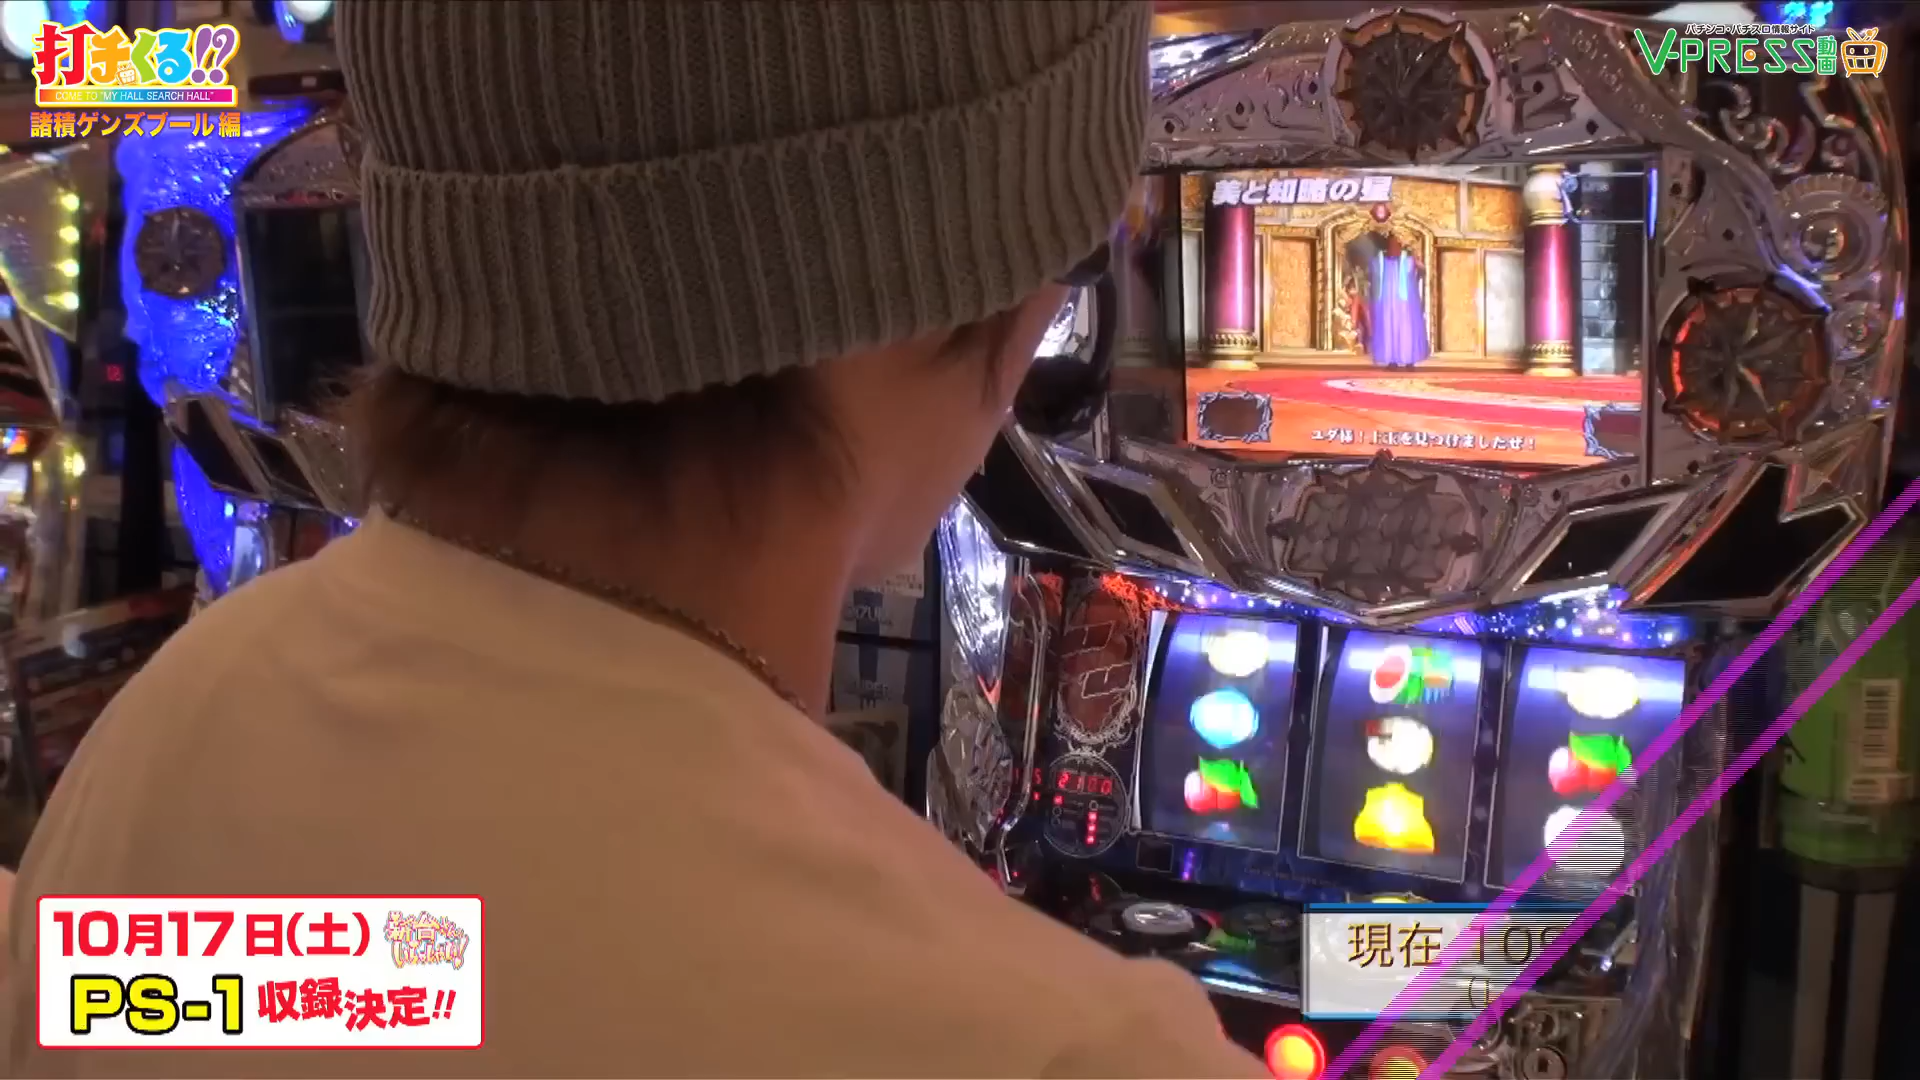 打チくる!?
COME TO "MY HALL SEARCH HALL"
諸積ゲンズブール編
パチンコ・パチスロ情報サイト
V-PRESS動画
美と知略の星
ユダ様!上玉を見つけましたぜ!
2100
10月17日(土)
PS-1 収録決定!!
現在 10